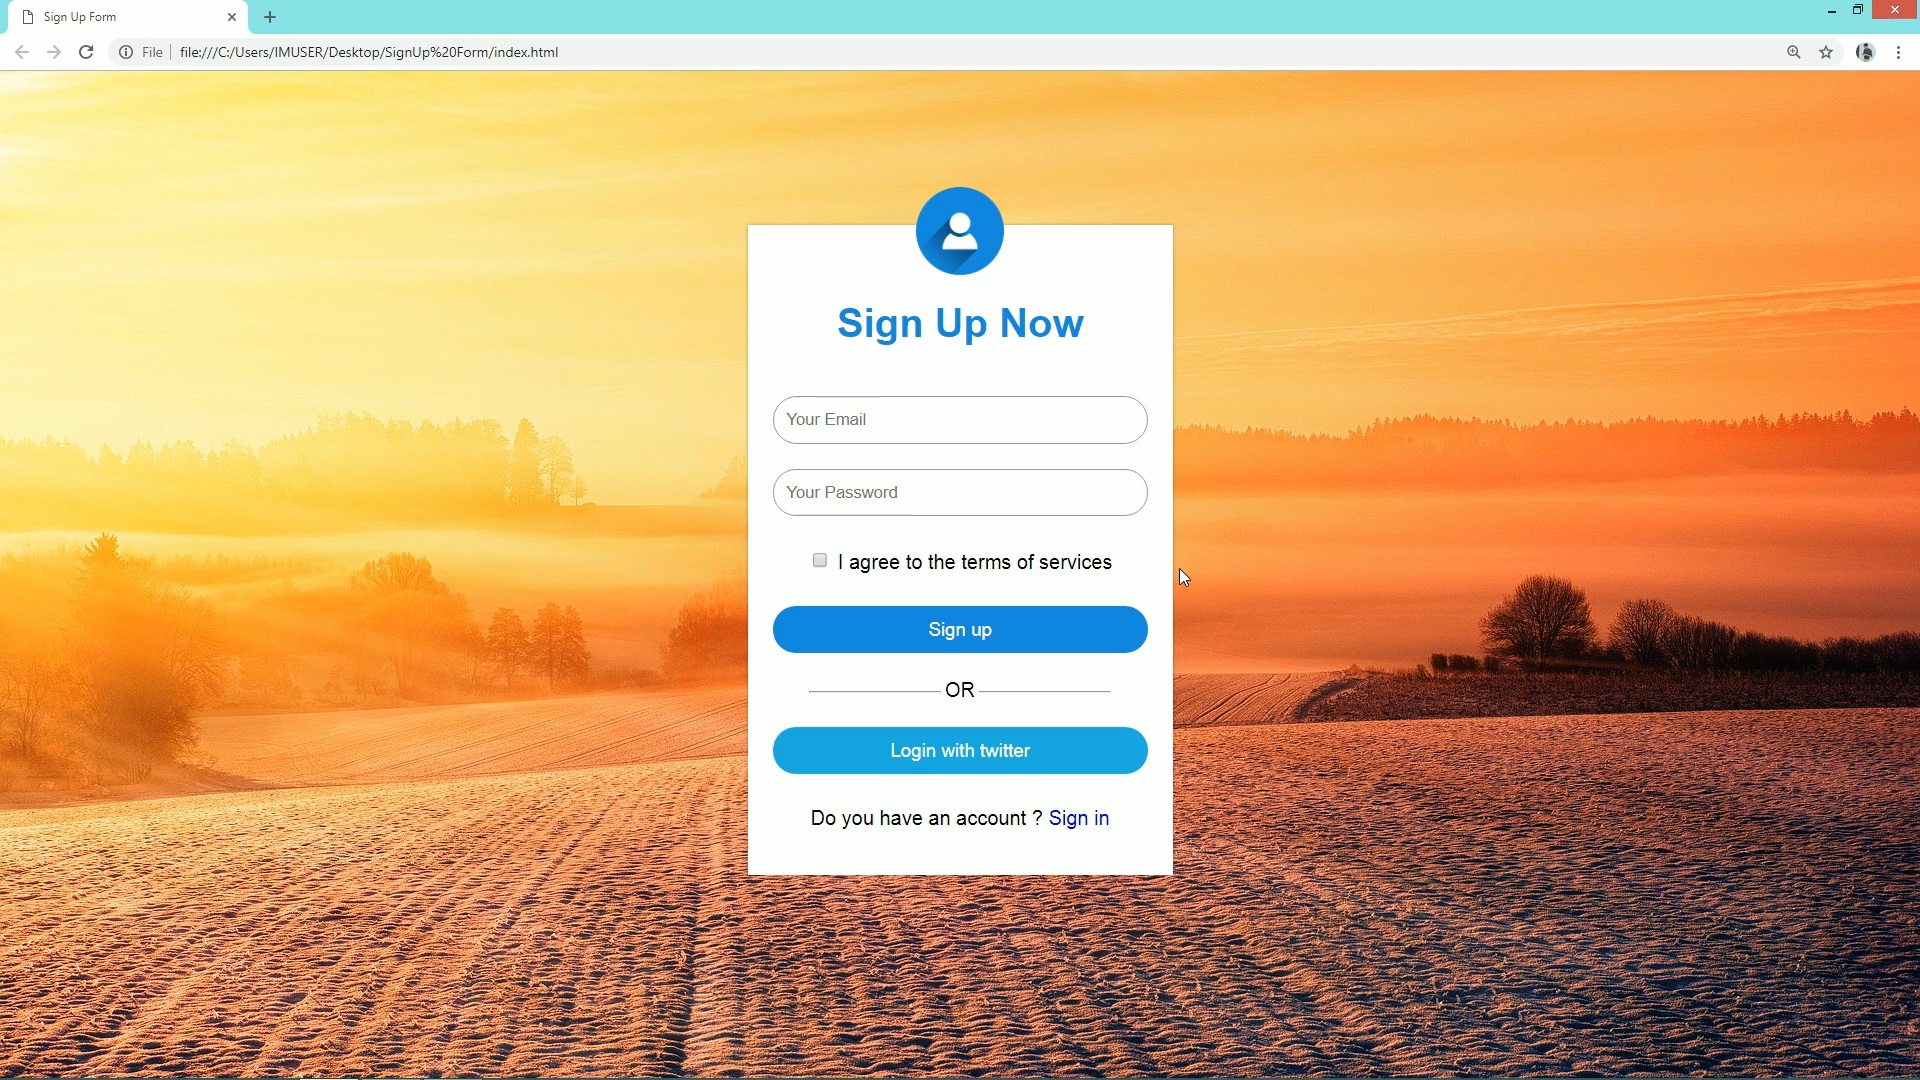 Sign Up Form
File
file:///C:/Users/IMUSER/Desktop/SignUp%20Form/index.html
Sign Up Now
Your Email
Your Password
I agree to the terms of services
Sign up
OR
Login with twitter
Do you have an account ? Sign in